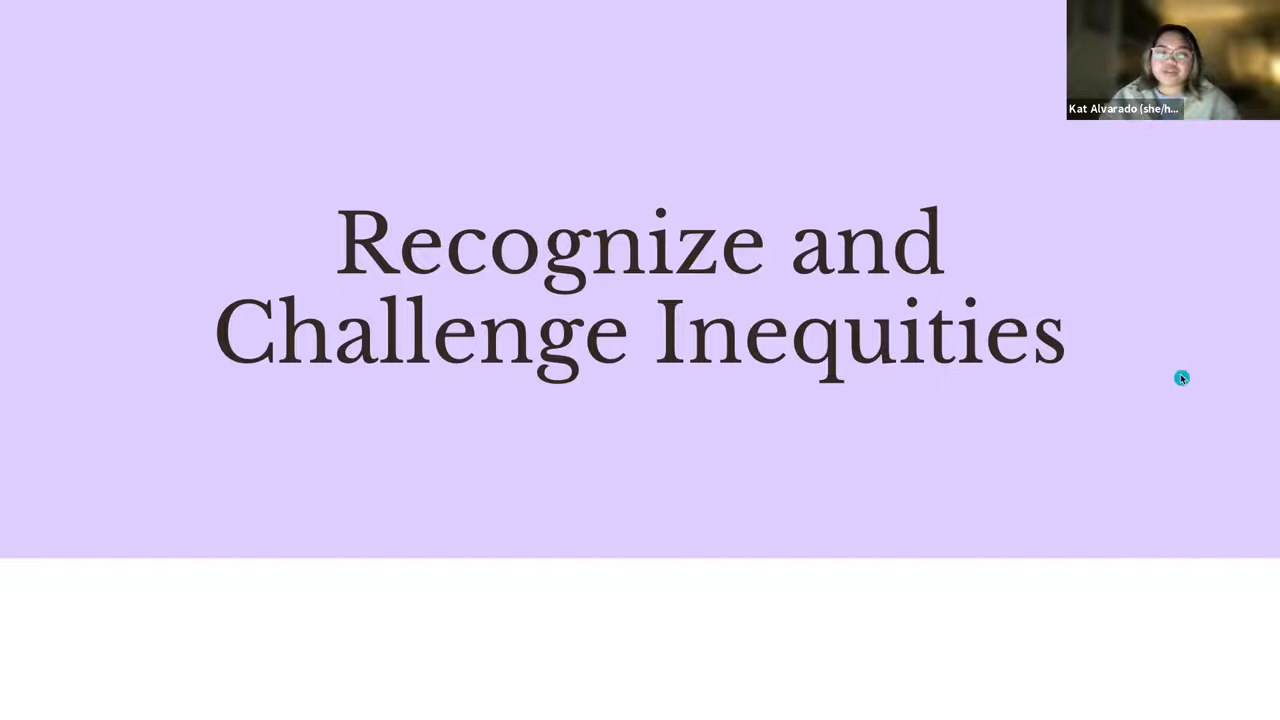 Kat Alvarado (she/h...
Recognize and
Challenge Inequities